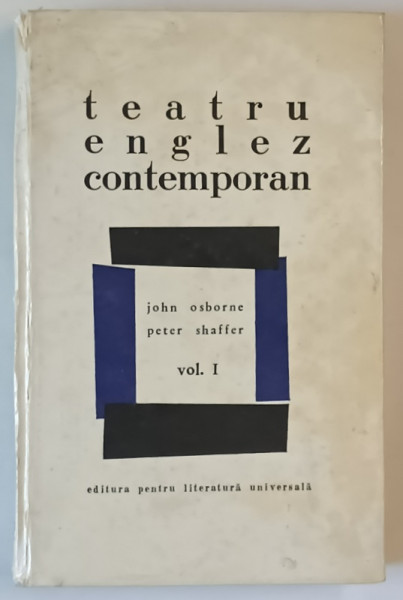 teatru
englez
contemporan
john osborne
peter shaffer
vol. I
editura pentru literatură universală